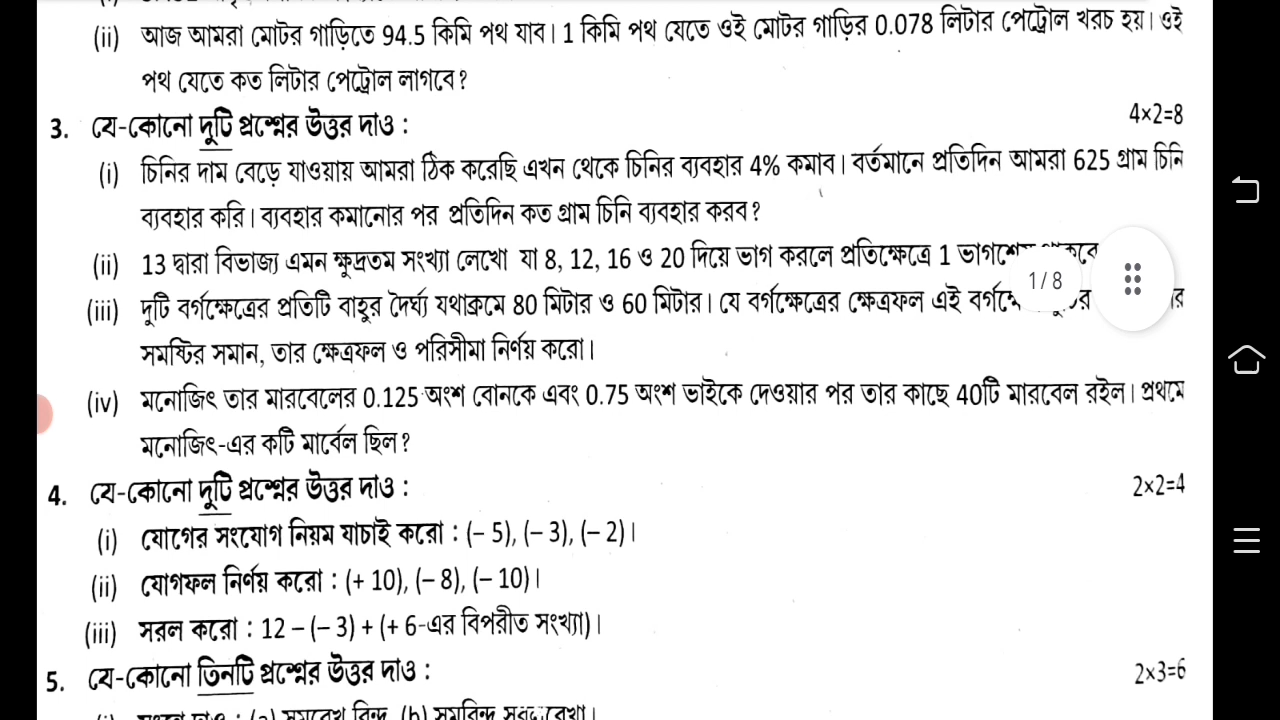 (ii) আজ আমরা মোটর গাড়িতে 94.5 কিমি পথ যাব। 1 কিমি পথ যেতে ওই মোটর গাড়ির 0.078 লিটার পেট্রোল খরচ হয়। ওই
পথ যেতে কত লিটার পেট্রোল লাগবে?
3. যে-কোনো দুটি প্রশ্নের উত্তর দাও : 4×2=8
(i) চিনির দাম বেড়ে যাওয়ায় আমরা ঠিক করেছি এখন থেকে চিনির ব্যবহার 4% কমাব। বর্তমানে প্রতিদিন আমরা 625 গ্রাম চিনি
ব্যবহার করি। ব্যবহার কমানোর পর প্রতিদিন কত গ্রাম চিনি ব্যবহার করব?
(ii) 13 দ্বারা বিভাজ্য এমন ক্ষুদ্রতম সংখ্যা লেখো যা 8, 12, 16 ও 20 দিয়ে ভাগ করলে প্রতিক্ষেত্রে 1
1/8
(iii) দুটি বর্গক্ষেত্রের প্রতিটি বাহুর দৈর্ঘ্য যথাক্রমে 80 মিটার ও 60 মিটার। যে বর্গক্ষেত্রের ক্ষেত্রফল এই
সমষ্টির সমান, তার ক্ষেত্রফল ও পরিসীমা নির্ণয় করো।
(iv) মনোজিৎ তার মারবেলের 0.125 অংশ বোনকে এবং 0.75 অংশ ভাইকে দেওয়ার পর তার কাছে 40টি মারবেল রইল। প্রথমে
মনোজিৎ-এর কটি মার্বেল ছিল?
4. যে-কোনো দুটি প্রশ্নের উত্তর দাও : 2×2=4
(i) যোগের সংযোগ নিয়ম যাচাই করো : (– 5), (– 3), (– 2)।
(ii) যোগফল নির্ণয় করো : (+ 10), (– 8), (– 10)।
(iii) সরল করো : 12 – (– 3) + (+ 6-এর বিপরীত সংখ্যা)।
5. যে-কোনো তিনটি প্রশ্নের উত্তর দাও : 2×3=6